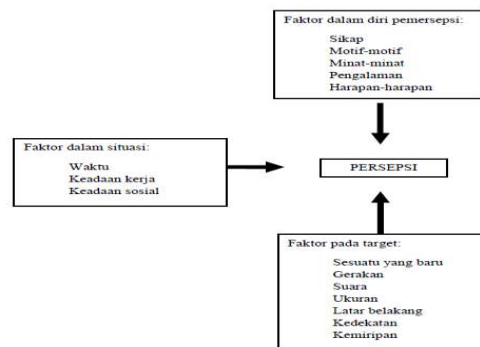 Faktor dalam diri pemersepsi:
Sikap
Motif-motif
Minat-minat
Pengalaman
Harapan-harapan
Faktor dalam situasi:
Waktu
Keadaan kerja
Keadaan sosial
PERSEPSI
Faktor pada target:
Sesuatu yang baru
Gerakan
Suara
Ukuran
Latar belakang
Kedekatan
Kemiripan